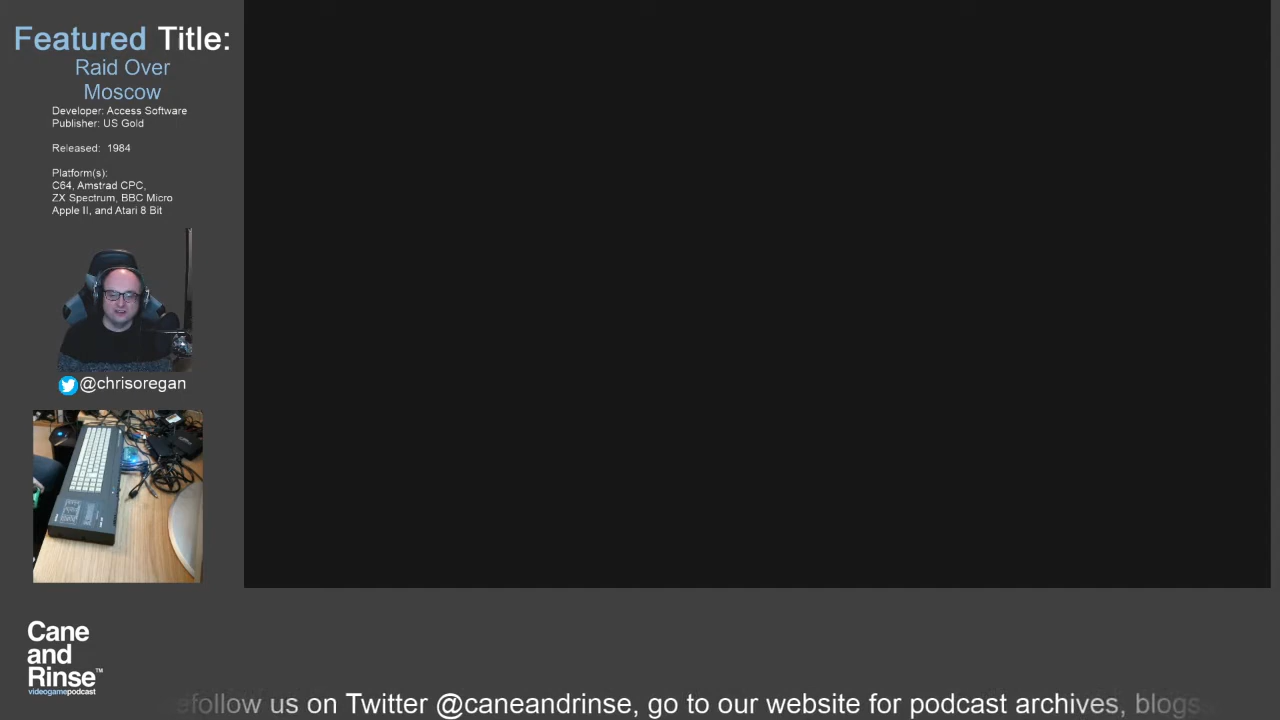 Featured Title:
Raid Over
Moscow
Developer: Access Software
Publisher: US Gold
Released: 1984
Platform(s):
C64, Amstrad CPC,
ZX Spectrum, BBC Micro
Apple II, and Atari 8 Bit
@chrisoregan
Cane
and
Rinse™
videogamepodcast
follow us on Twitter @caneandrinse, go to our website for podcast archives, blogs